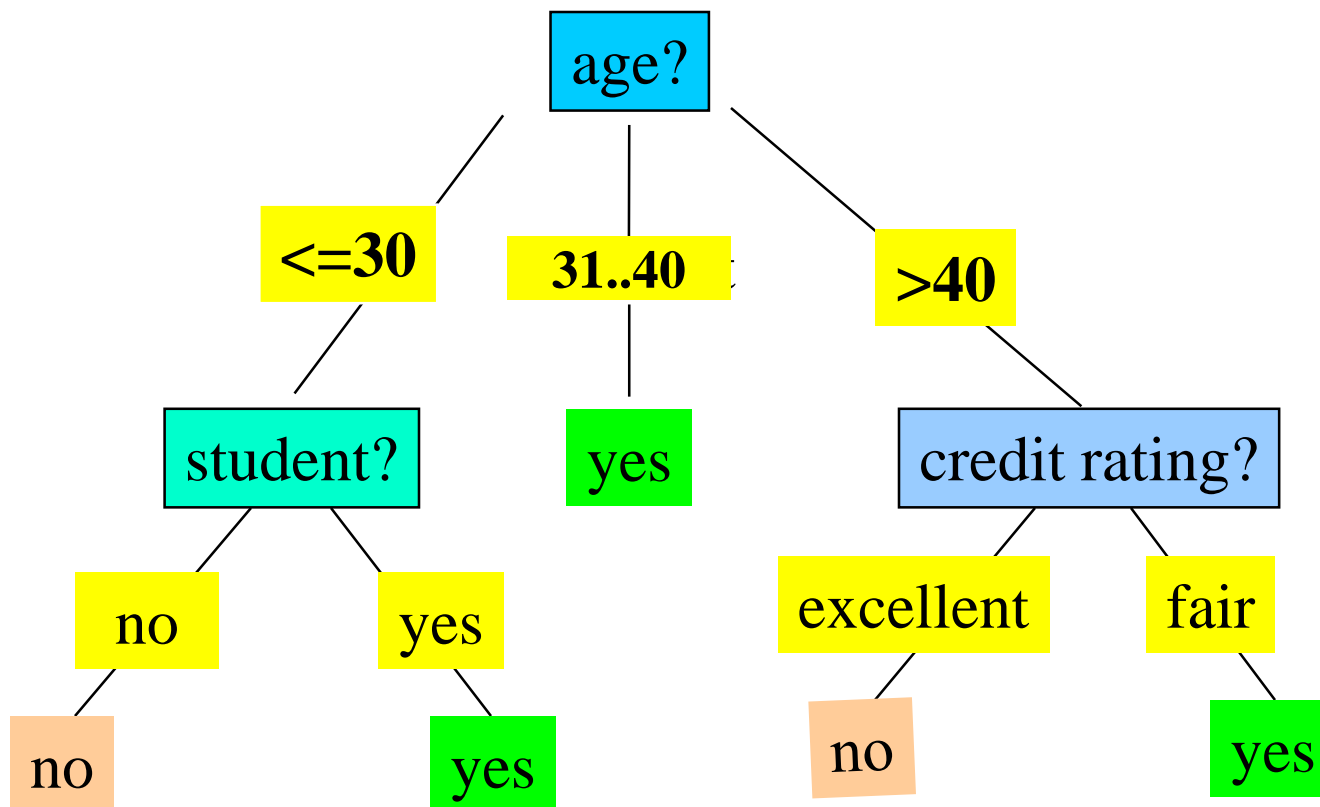 age?
<=30
31..40
>40
student?
yes
credit rating?
no
yes
excellent
fair
no
yes
no
yes